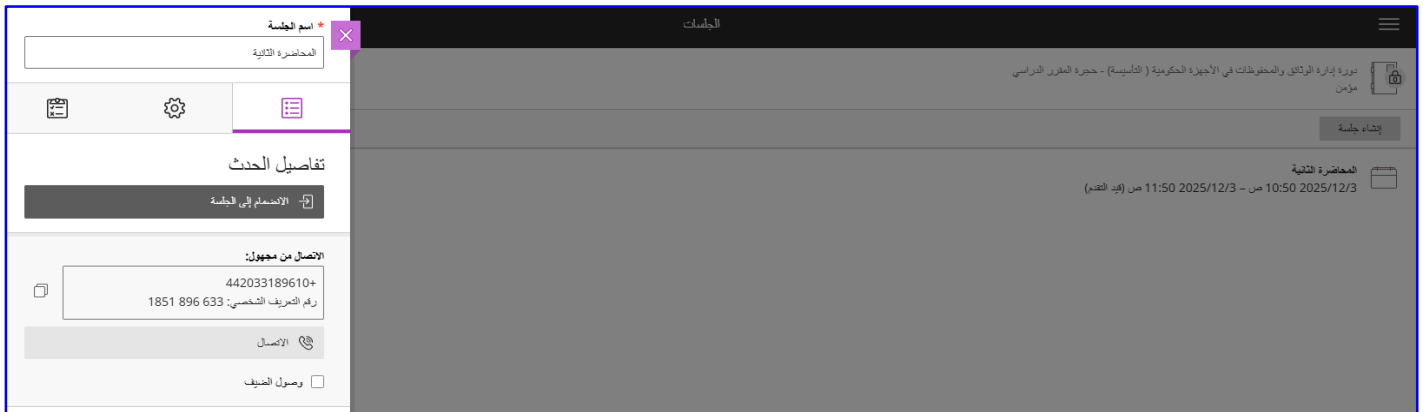 الجلسات
دورة إدارة الوثائق والمحفوظات في الأجهزة الحكومية ( التأسيسة) - حجرة المقرر الدراسي
مؤمن
إنشاء جلسة
المحاضرة الثانية
2025/12/3 10:50 ص – 2025/12/3 11:50 ص (قيد التقدم)
* اسم الجلسة
المحاضرة الثانية
تفاصيل الحدث
الانضمام إلى الجلسة
الاتصال من مجهول:
+442033189610
رقم التعريف الشخصي: 633 896 1851
الاتصال
وصول الضيف